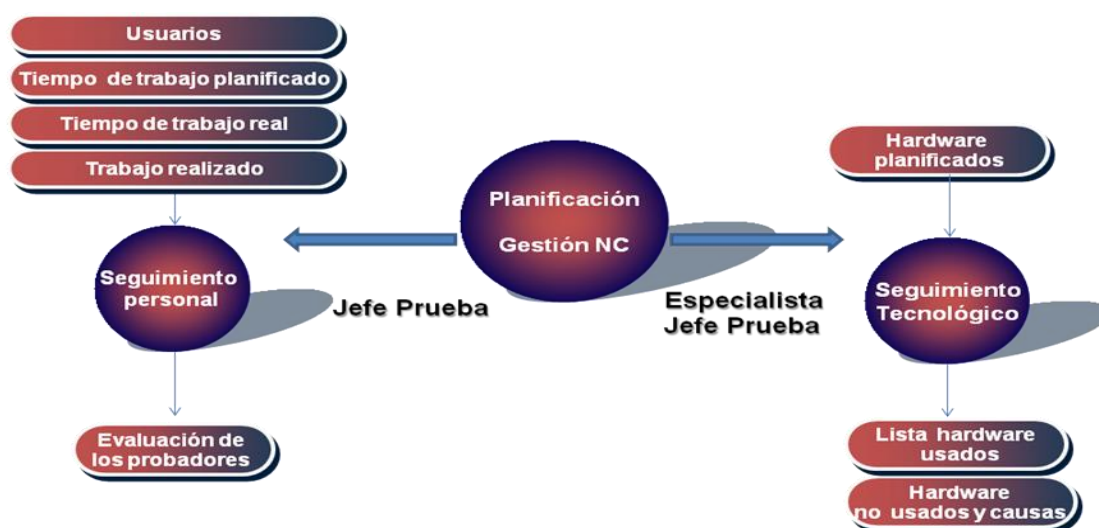 Usuarios
Tiempo de trabajo planificado
Tiempo de trabajo real
Trabajo realizado
Seguimiento
personal
Evaluación de
los probadores
Jefe Prueba
Planificación
Gestión NC
Especialista
Jefe Prueba
Hardware
planificados
Seguimiento
Tecnológico
Lista hardware
usados
Hardware
no usados y causas